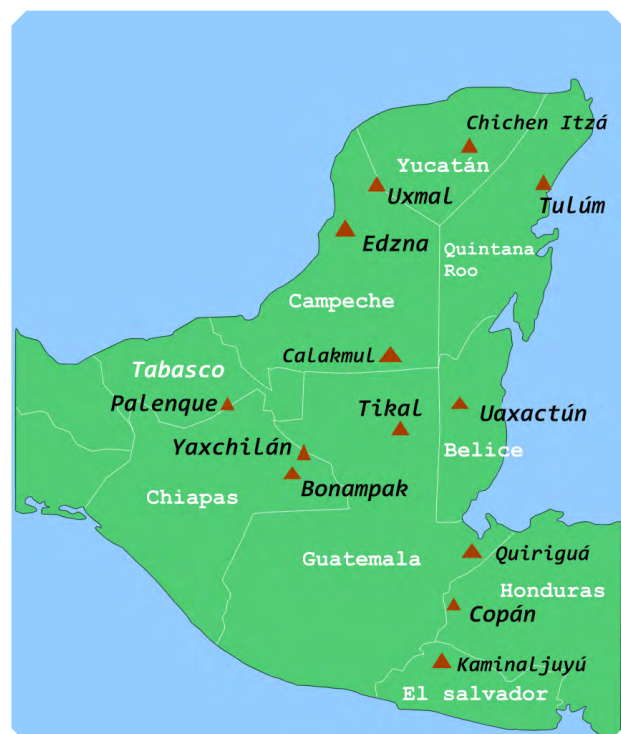 Chichen Itzá
Yucatán
Uxmal
Tulúm
Edzna
Quintana
Roo
Campeche
Calakmul
Tabasco
Palenque
Tikal
Uaxactún
Yaxchilán
Belice
Bonampak
Chiapas
Guatemala
Quiriguá
Honduras
Copán
Kaminaljuyú
El salvador